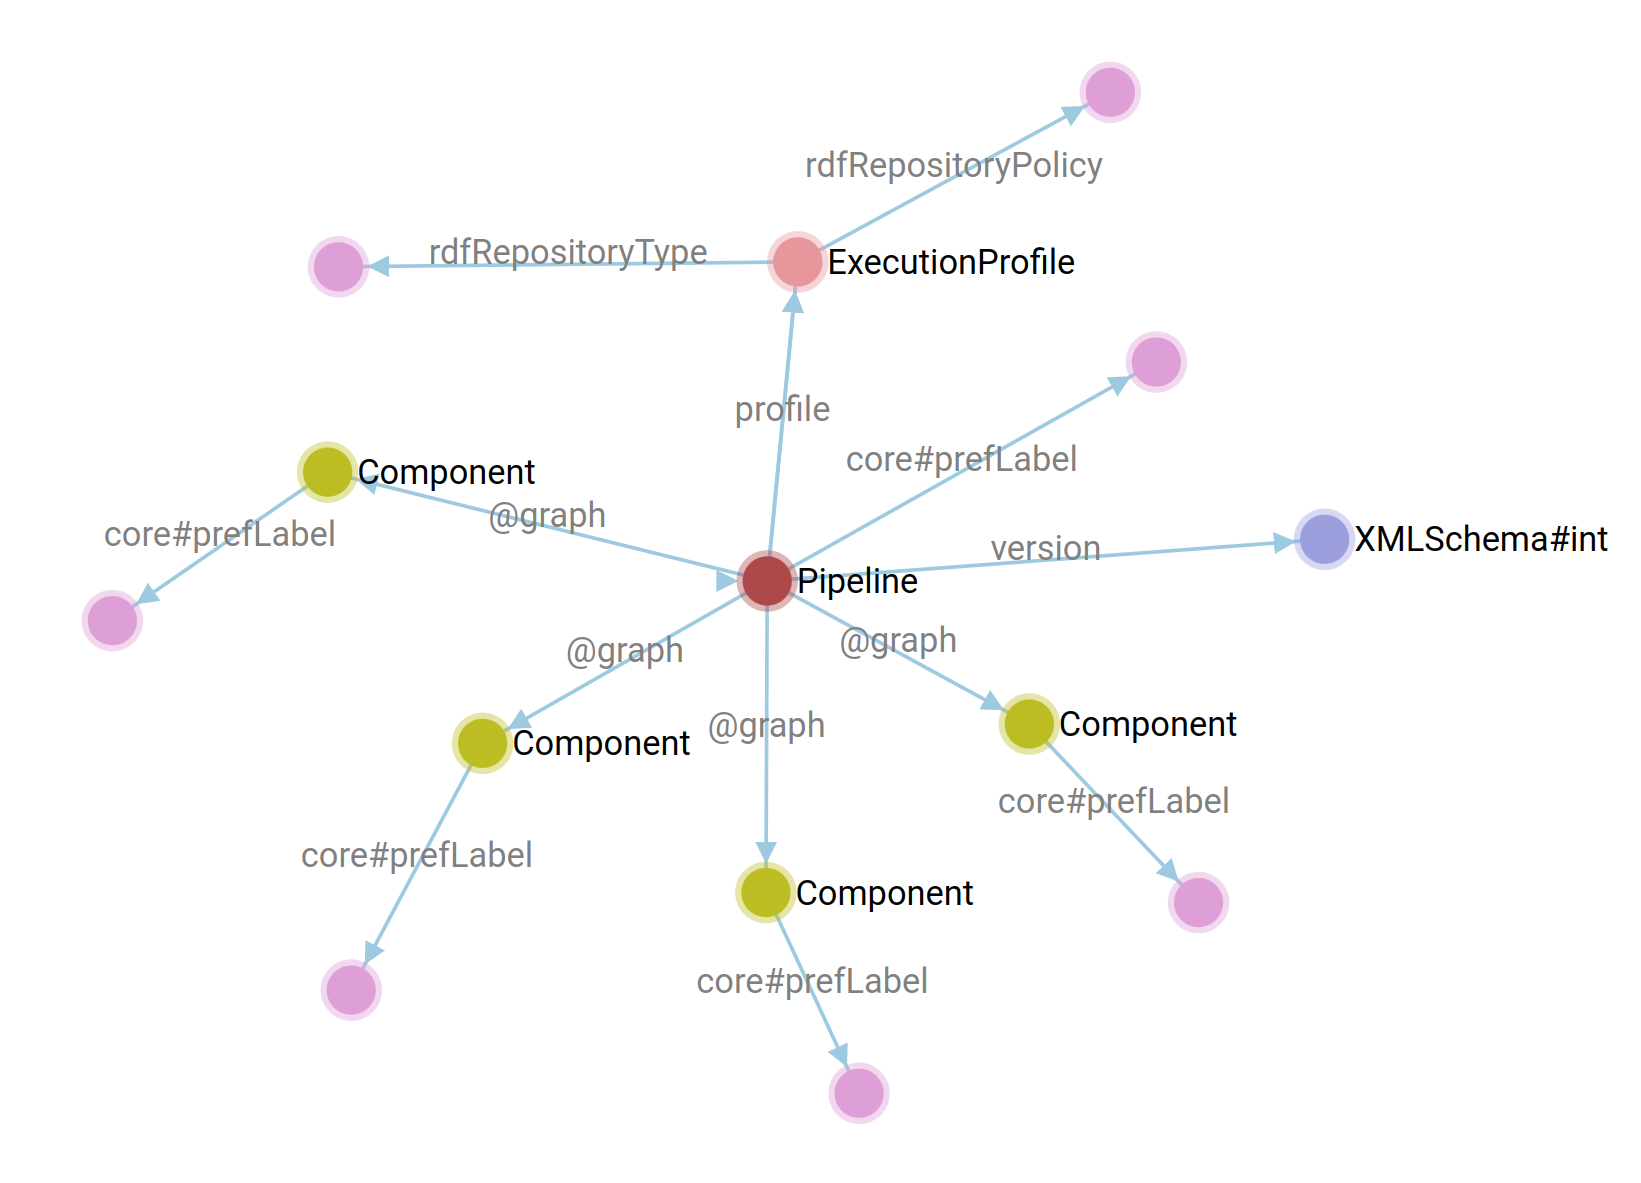 rdfRepositoryPolicy
rdfRepositoryType
ExecutionProfile
profile
core#prefLabel
Component
@graph
core#prefLabel
version
XMLSchema#int
Pipeline
@graph
@graph
Component
@graph
Component
core#prefLabel
core#prefLabel
Component
core#prefLabel